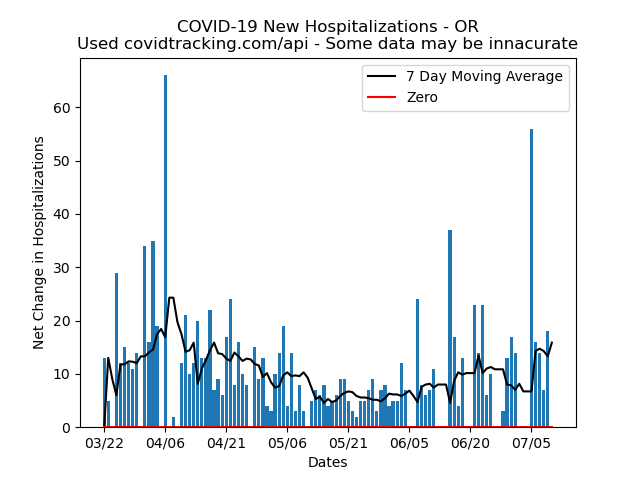 COVID-19 New Hospitalizations - OR
Used covidtracking.com/api - Some data may be innacurate
7 Day Moving Average
Zero
Net Change in Hospitalizations
60
50
40
30
20
10
0
03/22 04/06 04/21 05/06 05/21 06/05 06/20 07/05
Dates